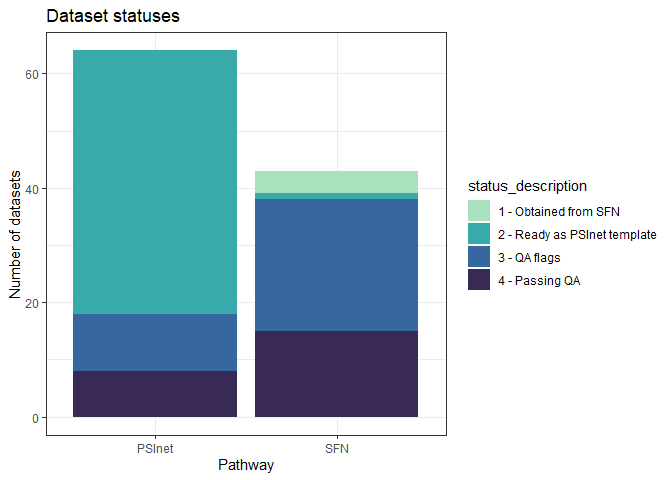 Dataset statuses
60
40
20
0
Number of datasets
PSInet
SFN
Pathway
status_description
1 - Obtained from SFN
2 - Ready as PSInet template
3 - QA flags
4 - Passing QA